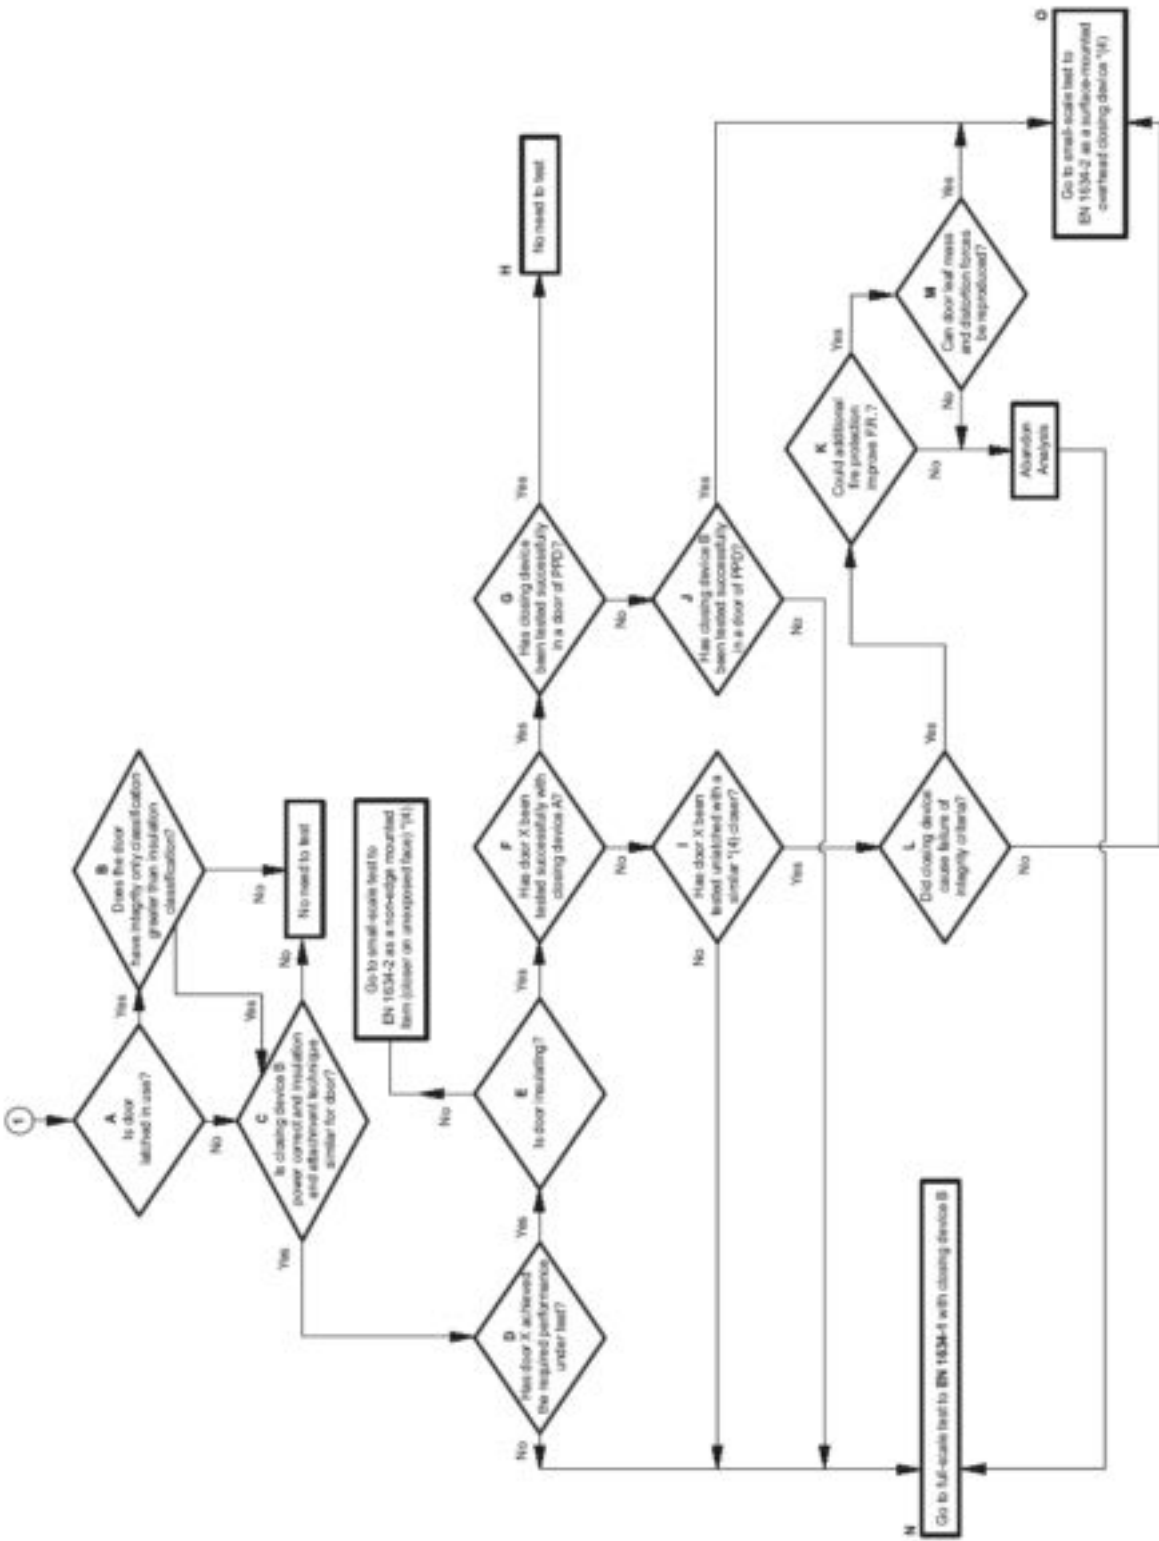 1
A
Is door
latched in use?
Yes
No
B
Does the door
have integrity only classification
greater than insulation
classification?
Yes
No
C
Is closing device B
power correct and insulation
and attachment technique
similar for door?
Yes
No
No need to test
D
Has door X achieved
the required performance
under test?
No
Yes
E
Is door insulating?
No
Yes
Go to small-scale test to
EN 1634-2 as a non-edge mounted
item (closer on unexposed face) *(4)
F
Has door X been
tested successfully with
closing device A?
Yes
No
G
Has closing device
been tested successfully
in a door of PPD?
Yes
No
H
No need to test
I
Has door X been
tested unlatched with a
similar *(4) closer?
No
Yes
J
Has closing device B
been tested successfully
in a door of PPD?
Yes
No
K
Could additional
fire protection
improve F.R.?
Yes
No
L
Did closing device
cause failure of
integrity criteria?
Yes
No
M
Can door leaf mass
and distortion forces
be reproduced?
Yes
No
Abandon
Analysis
N
Go to full-scale test to EN 1634-1 with closing device B
O
Go to small-scale test to
EN 1634-2 as a surface-mounted
overhead closing device *(4)